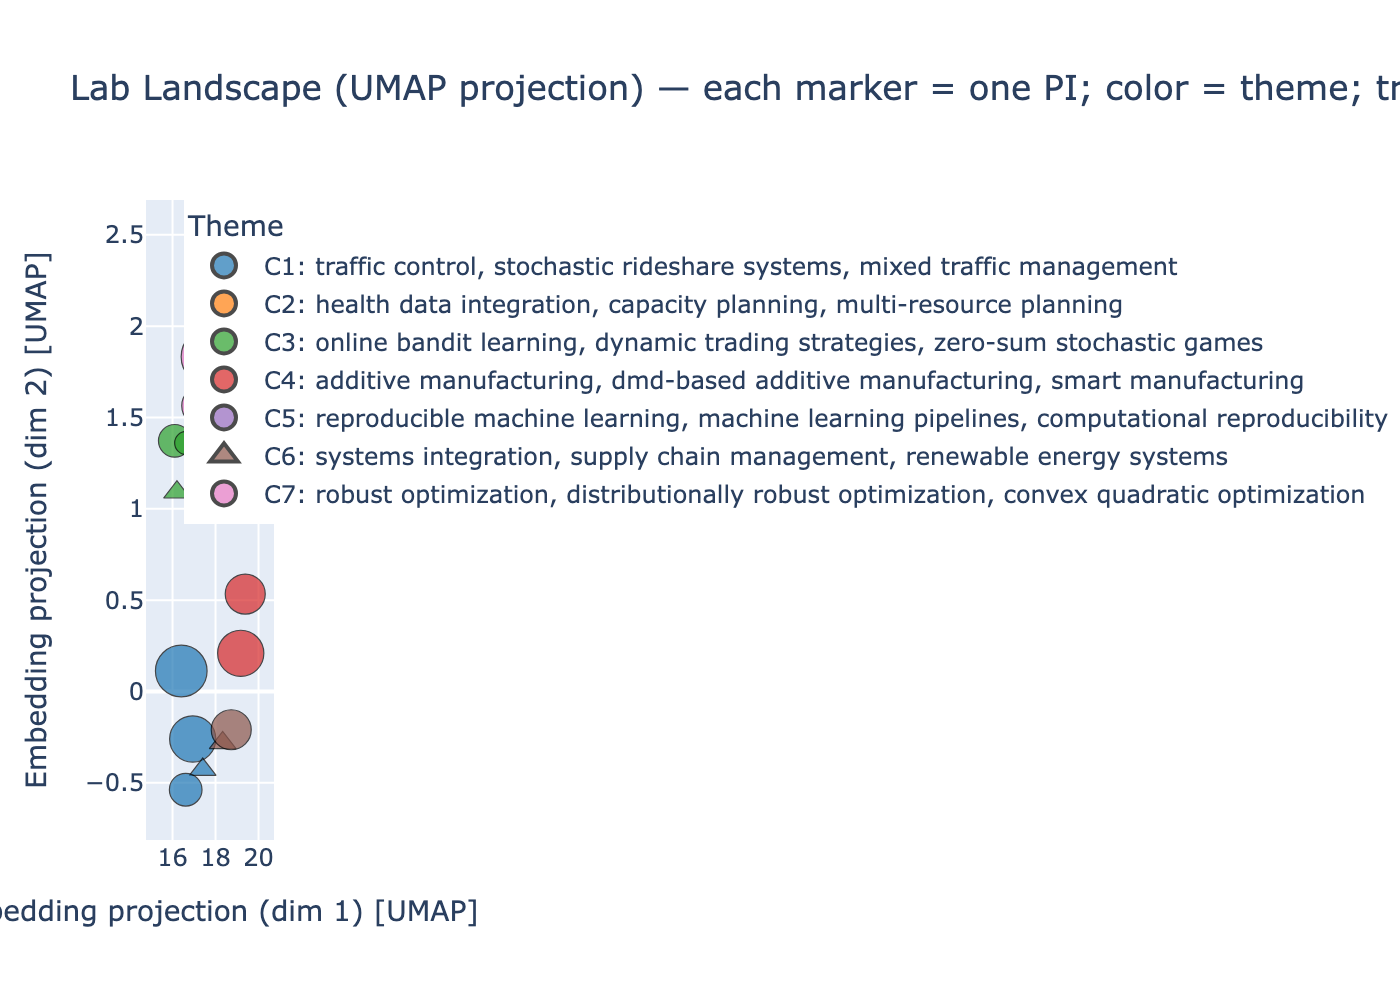 Lab Landscape (UMAP projection) — each marker = one PI; color = theme;
Theme
C1: traffic control, stochastic rideshare systems, mixed traffic management
C2: health data integration, capacity planning, multi-resource planning
C3: online bandit learning, dynamic trading strategies, zero-sum stochastic games
C4: additive manufacturing, dmd-based additive manufacturing, smart manufacturing
C5: reproducible machine learning, machine learning pipelines, computational reproducibility
C6: systems integration, supply chain management, renewable energy systems
C7: robust optimization, distributionally robust optimization, convex quadratic optimization
Embedding projection (dim 2) [UMAP]
2.5
2
1.5
1
0.5
0
−0.5
16 18 20
projection (dim 1) [UMAP]